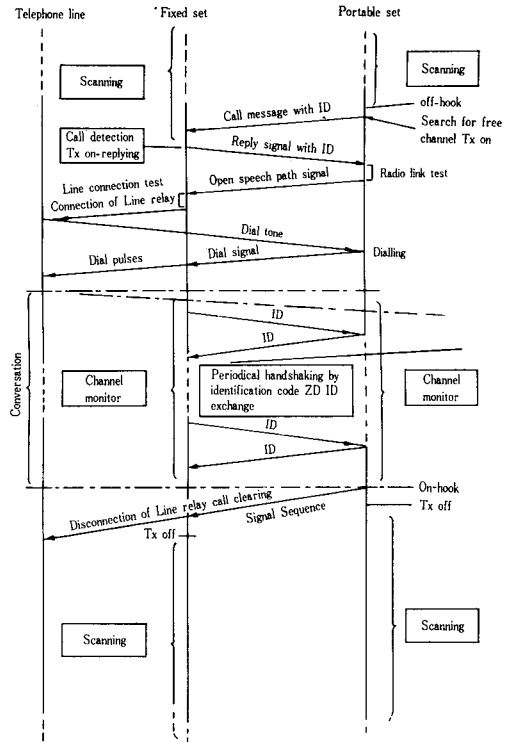 Telephone line
Fixed set
Portable set
Scanning
Scanning
off-hook
Call message with ID
Search for free
channel Tx on
Call detection
Tx on-replying
Reply signal with ID
Radio link test
Open speech path signal
Line connection test
Connection of Line relay
Dial tone
Dialling
Dial signal
Dial pulses
ID
ID
Conversation
Channel
monitor
Periodical handshaking by
identification code ZD ID
exchange
Channel
monitor
ID
ID
On-hook
Disconnection of Line relay call clearing
Signal Sequence
Tx off
Tx off
Scanning
Scanning